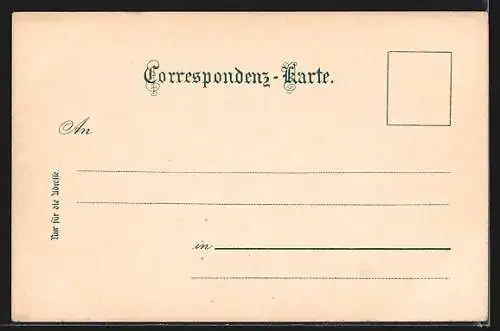 Correspondenz-Karte.
An
Nur für die Adresse.
in